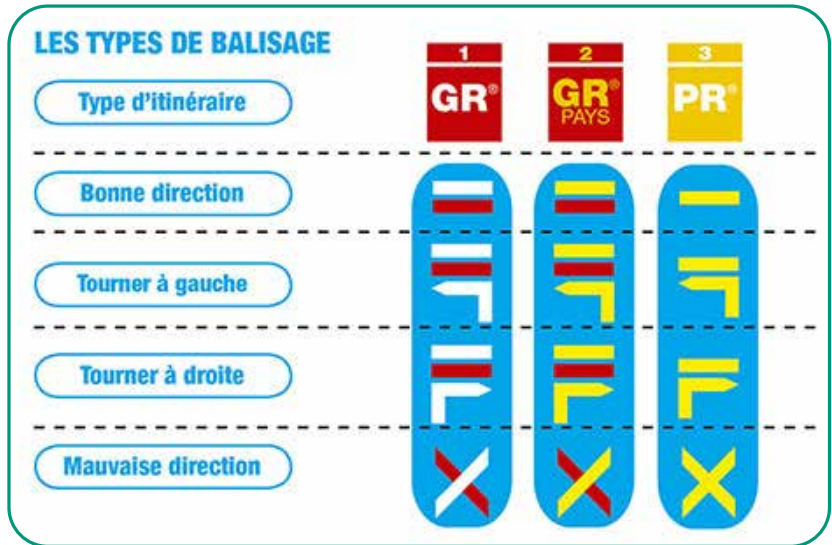 LES TYPES DE BALISAGE
1 2 3
Type d'itinéraire GR® GR® PR®
PAYS
Bonne direction
Tourner à gauche
Tourner à droite
Mauvaise direction